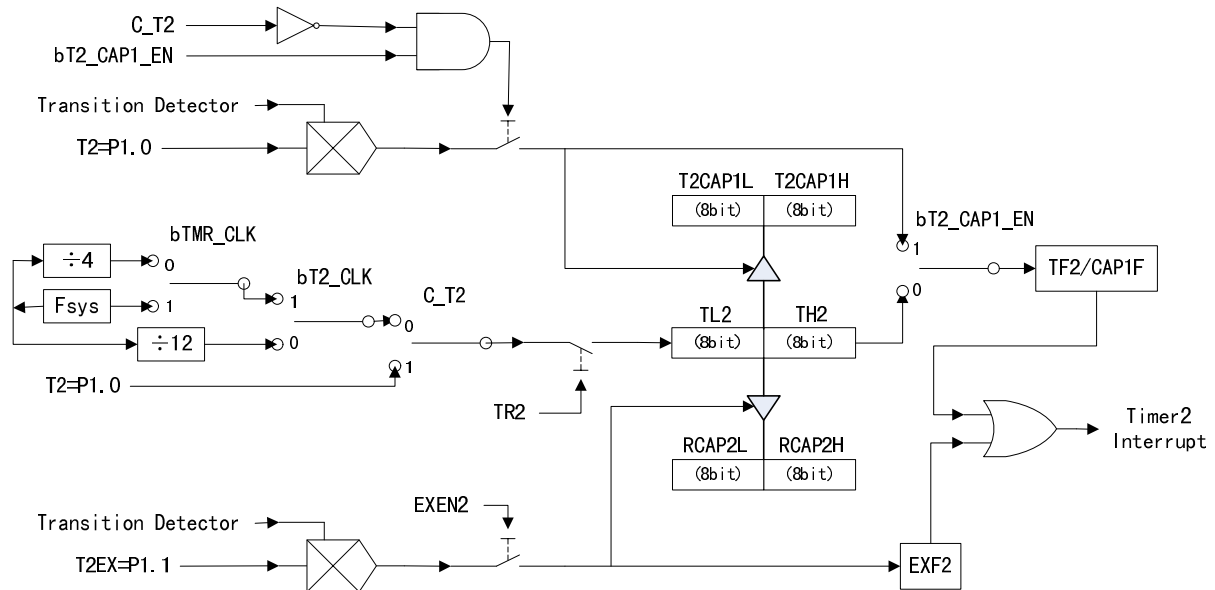 C_T2
bT2_CAP1_EN
Transition Detector
T2=P1.0
T2CAP1L T2CAP1H
(8bit) (8bit)
bT2_CAP1_EN
1
0
TF2/CAP1F
bTMR_CLK
÷4
0
Fsys
1
bT2_CLK
1
0
÷12
C_T2
0
1
T2=P1.0
TR2
TL2 TH2
(8bit) (8bit)
RCAP2L RCAP2H
(8bit) (8bit)
Timer2
Interrupt
EXEN2
Transition Detector
T2EX=P1.1
EXF2